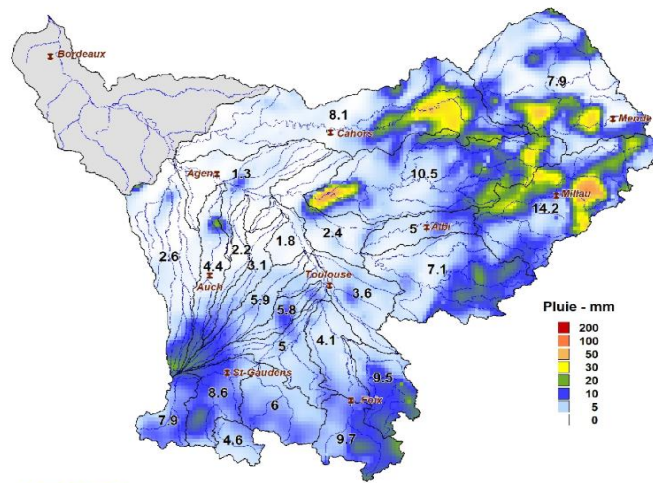 Bordeaux
7.9
Mende
8.1
Cahors
Agen
1.3
10.5
Millau
14.2
2.4
5
Albi
2.2
1.8
2.6
4.4
3.1
7.1
Auch
Toulouse
5.9
3.6
5.8
4.1
5
St-Gaudens
9.5
8.6
6
Foix
7.9
4.6
9.7
Pluie - mm
200
100
50
30
20
10
5
0